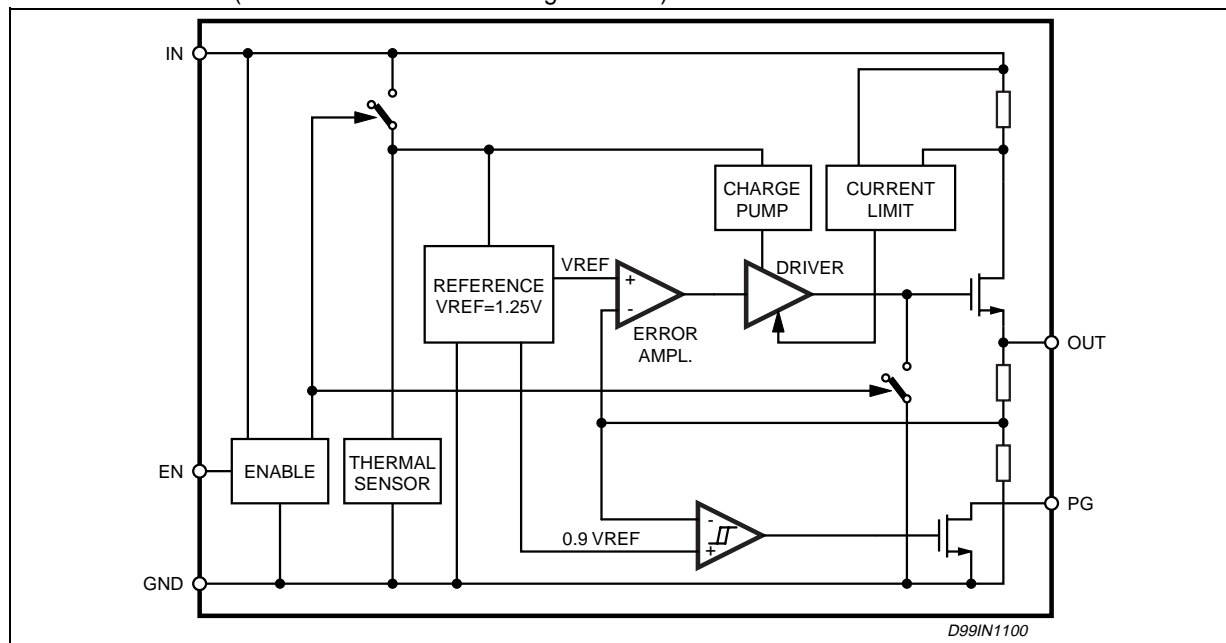 IN
CHARGE
PUMP
CURRENT
LIMIT
DRIVER
VREF
+
-
REFERENCE
VREF=1.25V
ERROR
AMPL.
OUT
EN
ENABLE
THERMAL
SENSOR
PG
-
+
0.9 VREF
GND
D99IN1100